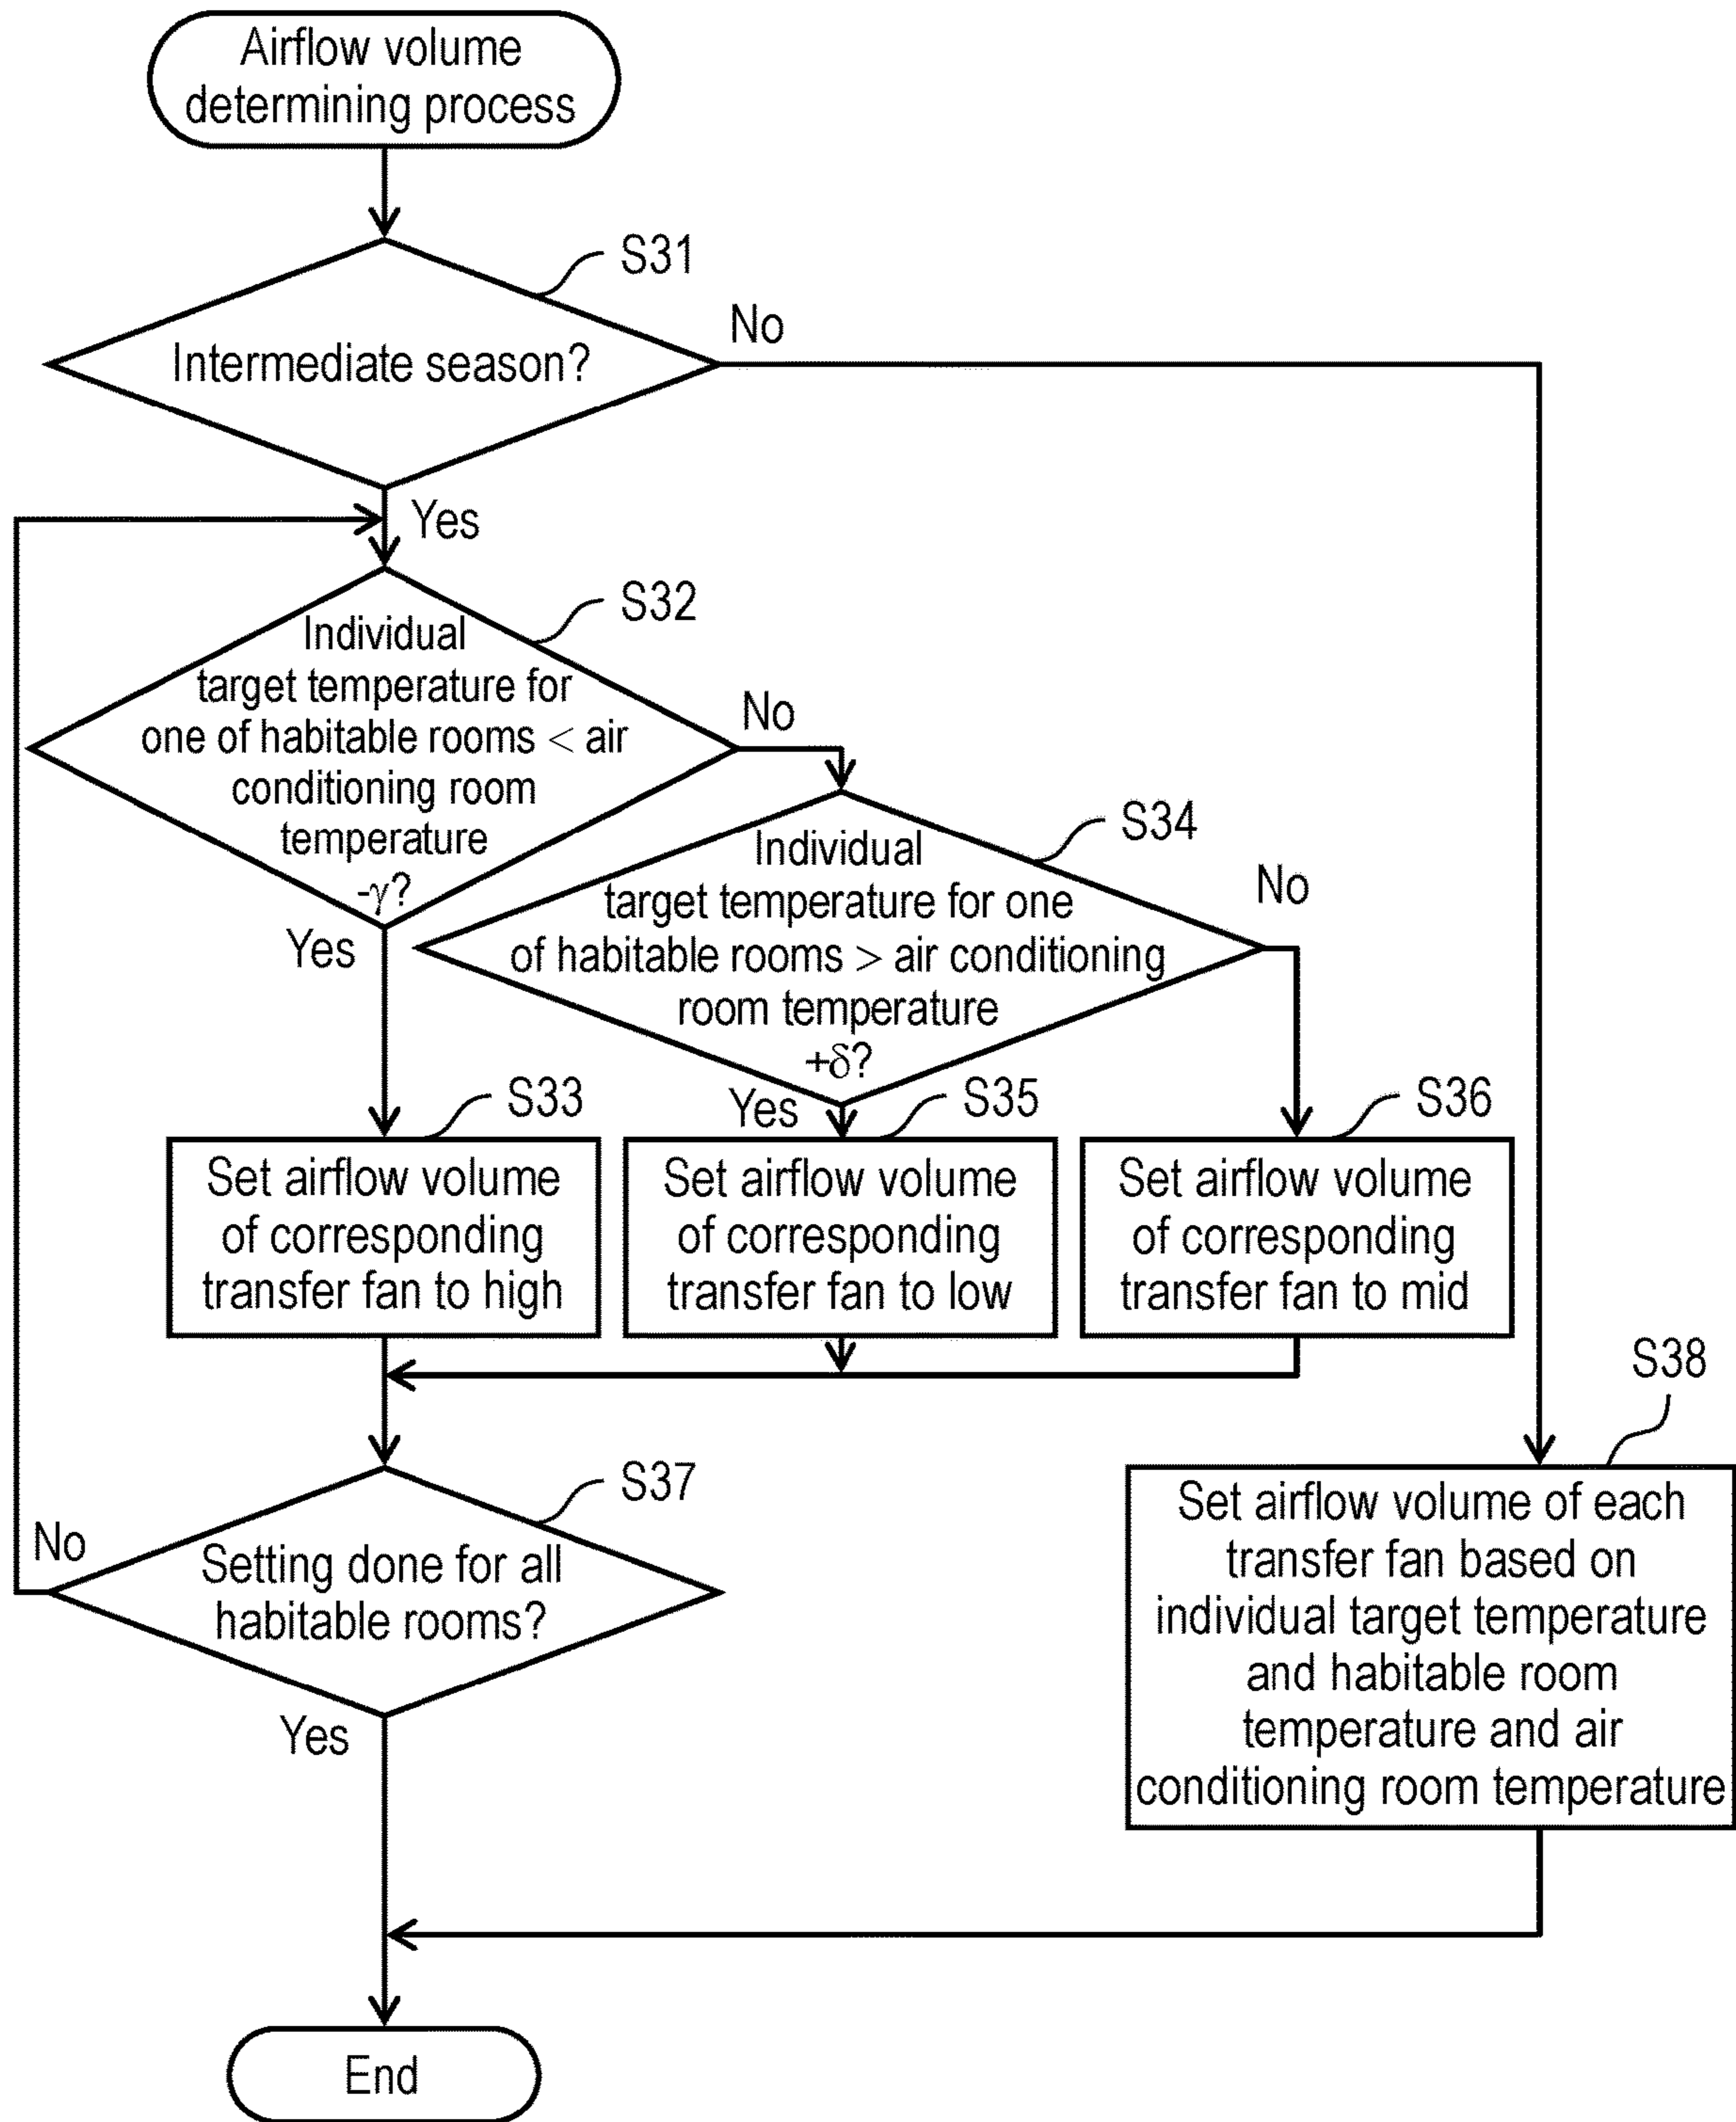 Airflow volume
determining process
S31
Intermediate season?
No
Yes
S32
Individual
target temperature for
one of habitable rooms < air
conditioning room
temperature
-γ?
No
Yes
S34
Individual
target temperature for one
of habitable rooms > air conditioning
room temperature
+δ?
No
Yes
S33
Set airflow volume
of corresponding
transfer fan to high
S35
Set airflow volume
of corresponding
transfer fan to low
S36
Set airflow volume
of corresponding
transfer fan to mid
S37
Setting done for all
habitable rooms?
No
Yes
S38
Set airflow volume of each
transfer fan based on
individual target temperature
and habitable room
temperature and air
conditioning room temperature
End